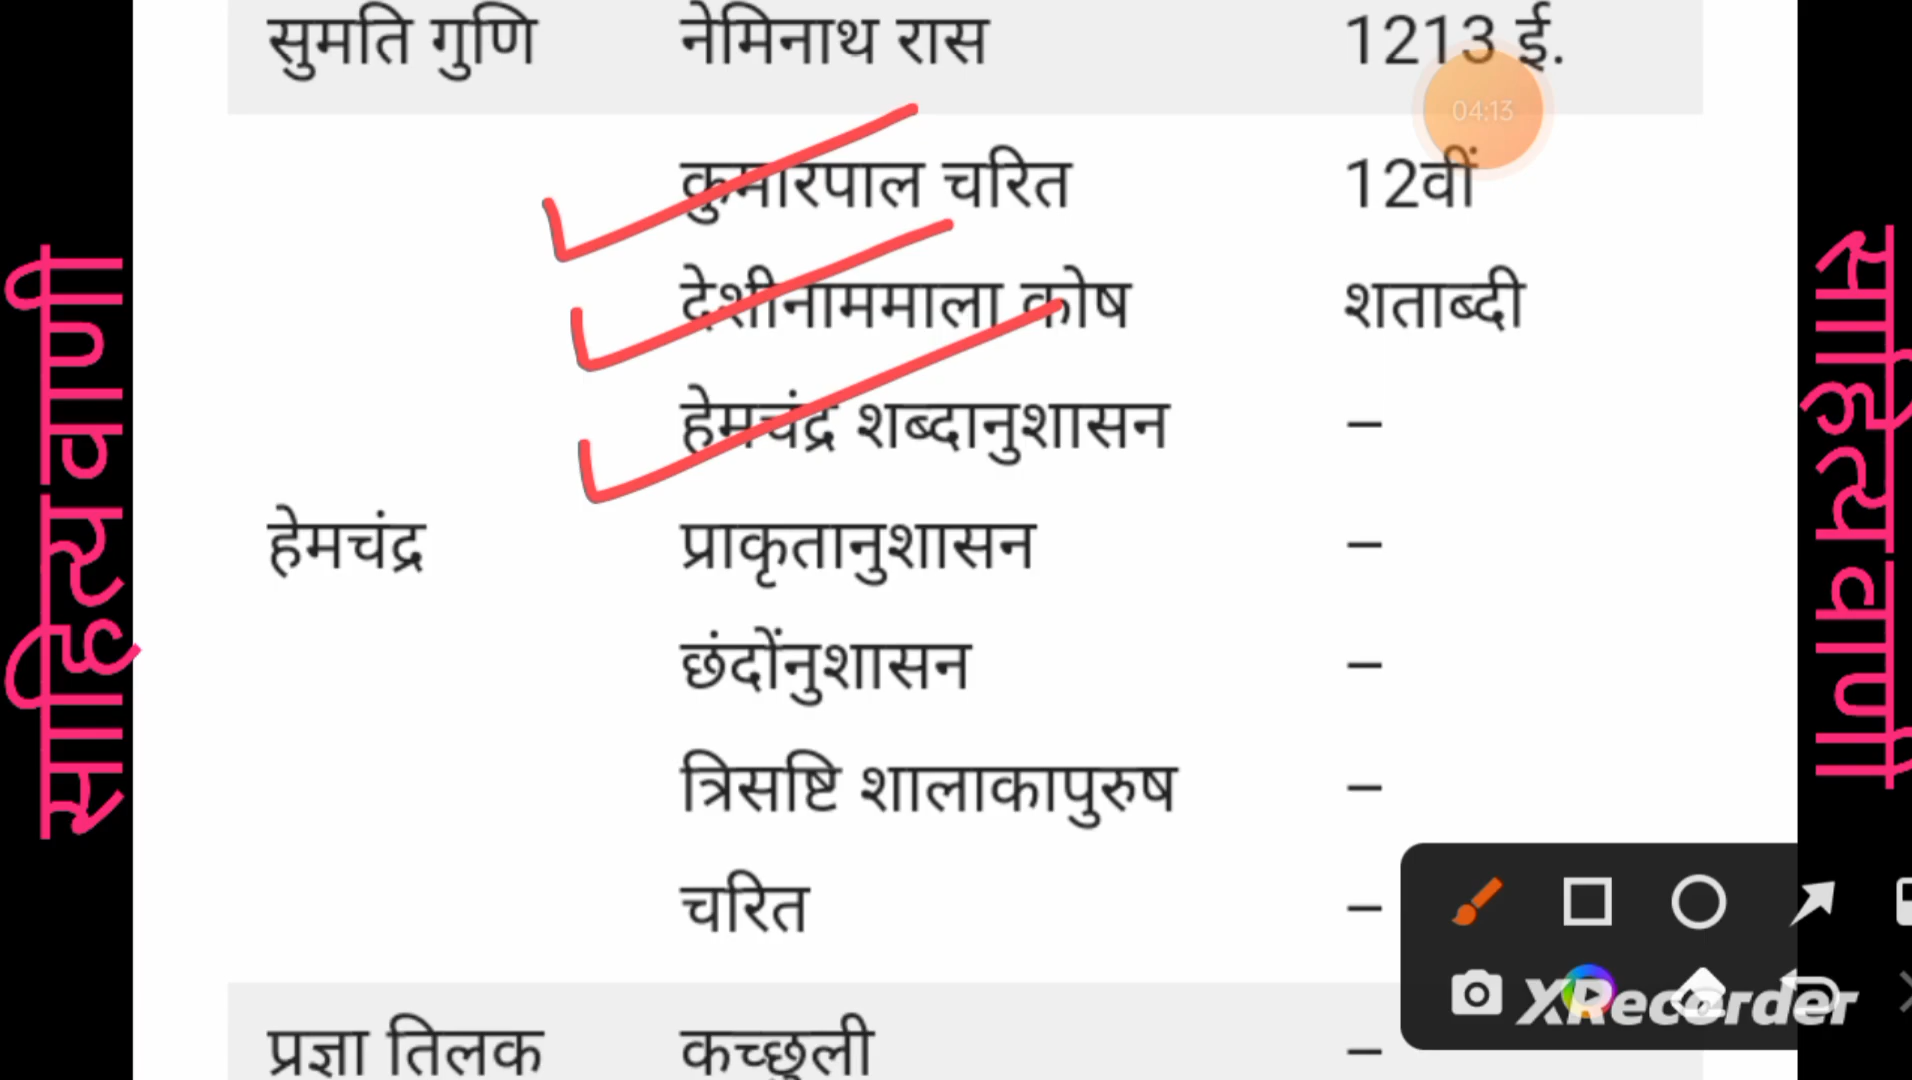 साहित्यवाणी
सुमति गुणि नेमिनाथ रास 1213 ई.
04:13
कुमारपाल चरित 12वीं
देशीनाममाला कोष शताब्दी
हेमचंद्र शब्दानुशासन –
हेमचंद्र प्राकृतानुशासन –
छंदोंनुशासन –
त्रिसष्टि शालाकापुरुष –
चरित –
प्रज्ञा तिलक कच्छुली –
XRecorder
साहित्यवाणी